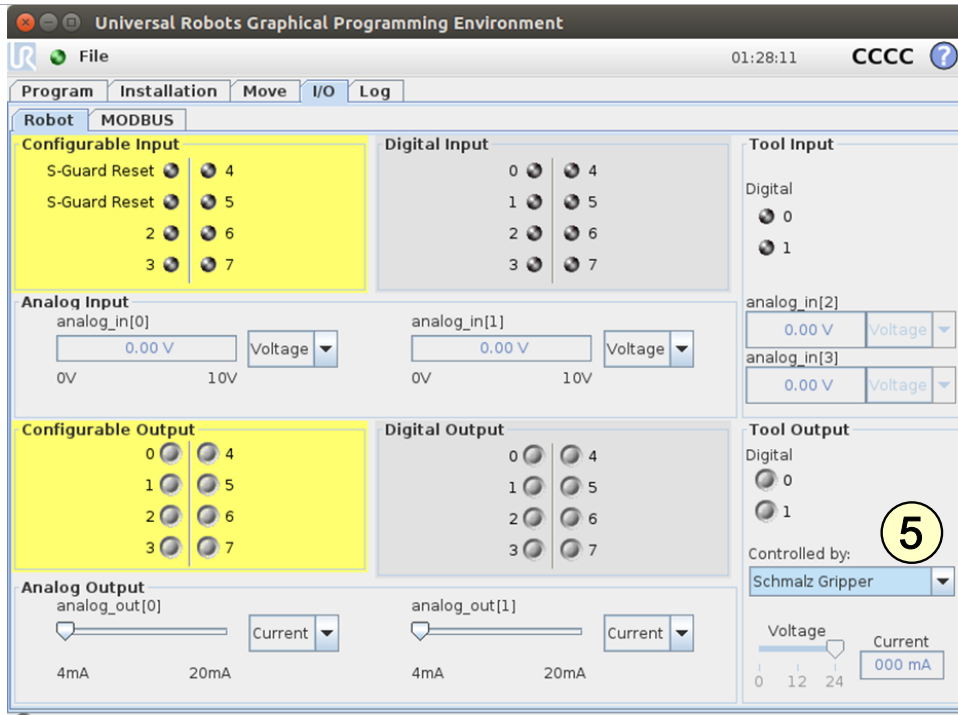 Universal Robots Graphical Programming Environment
UR File 01:28:11 CCCC ?
Program Installation Move I/O Log
Robot MODBUS
Configurable Input
S-Guard Reset 4
S-Guard Reset 5
2 6
3 7
Digital Input
0 4
1 5
2 6
3 7
Tool Input
Digital
0
1
analog_in[2]
0.00 V Voltage
analog_in[3]
0.00 V Voltage
Analog Input
analog_in[0]
0.00 V Voltage
0V 10V
analog_in[1]
0.00 V Voltage
0V 10V
Configurable Output
0 4
1 5
2 6
3 7
Digital Output
0 4
1 5
2 6
3 7
Tool Output
Digital
0
1
5
Controlled by:
Schmalz Gripper
Voltage
0 12 24
Current
000 mA
Analog Output
analog_out[0]
Current
4mA 20mA
analog_out[1]
Current
4mA 20mA